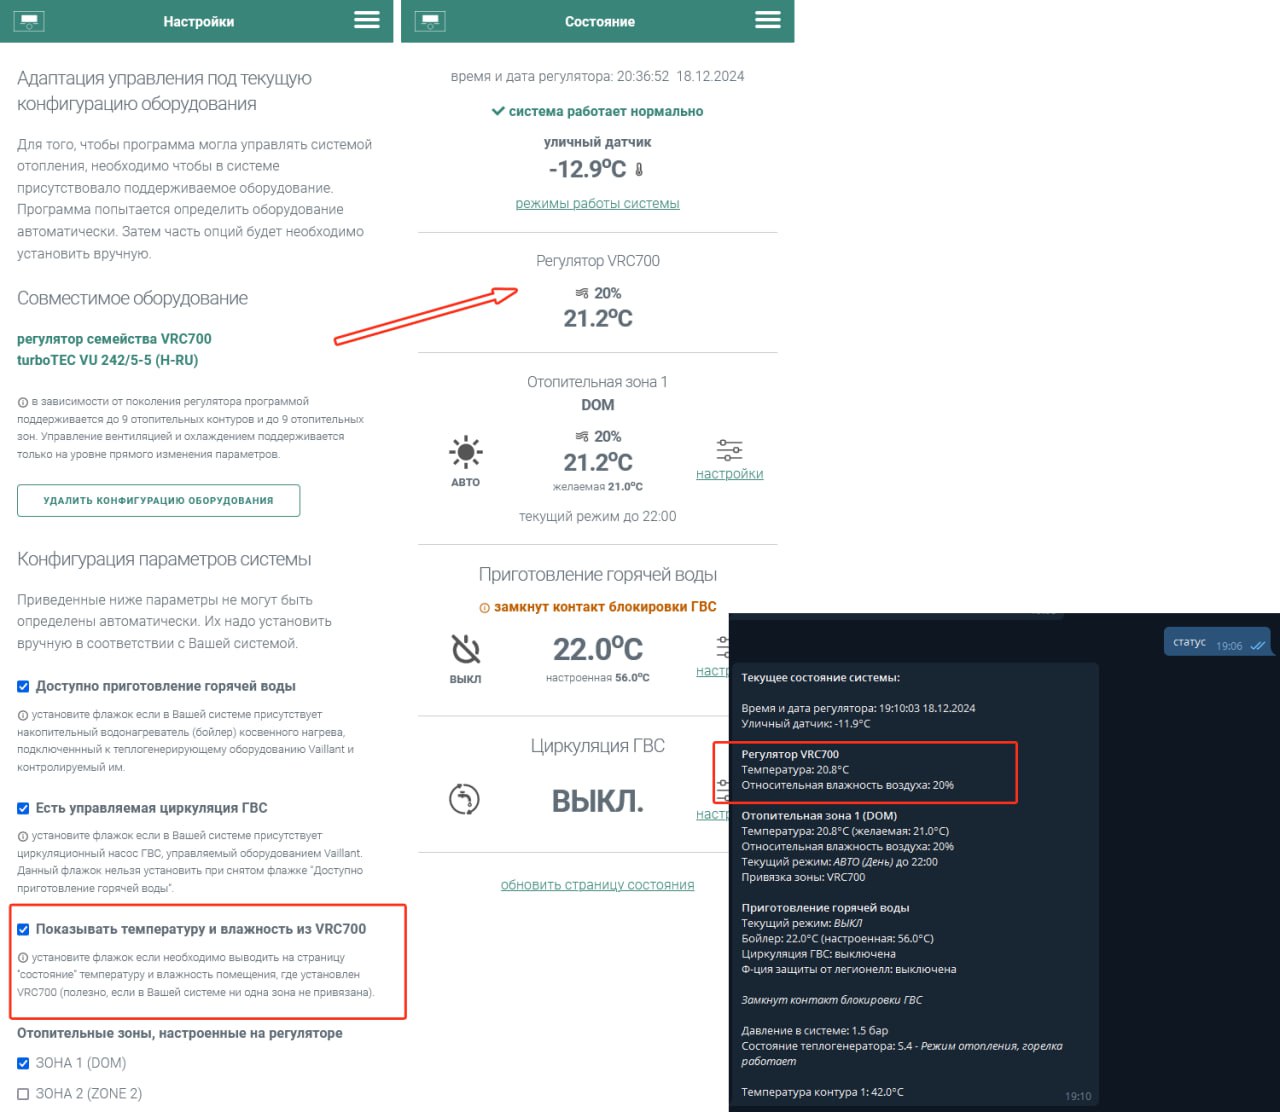 Настройки
Адаптация управления под текущую
конфигурацию оборудования
Для того, чтобы программа могла управлять системой
отопления, необходимо чтобы в системе
присутствовало поддерживаемое оборудование.
Программа попытается определить оборудование
автоматически. Затем часть опций будет необходимо
установить вручную.
Совместимое оборудование
регулятор семейства VRC700
turboTEC VU 242/5-5 (H-RU)
в зависимости от поколения регулятора программой
поддерживается до 9 отопительных контуров и до 9 отопительных
зон. Управление вентиляцией и охлаждением поддерживается
только на уровне прямого изменения параметров.
УДАЛИТЬ КОНФИГУРАЦИЮ ОБОРУДОВАНИЯ
Конфигурация параметров системы
Приведенные ниже параметры не могут быть
определены автоматически. Их надо установить
вручную в соответствии с Вашей системой.
Доступно приготовление горячей воды
установите флажок если в Вашей системе присутствует
накопительный водонагреватель (бойлер) косвенного нагрева,
подключеннный к теплогенерирующему оборудованию Vaillant и
контролируемый им.
Есть управляемая циркуляция ГВС
установите флажок если в Вашей системе присутствует
циркуляционный насос ГВС, управляемый оборудованием Vaillant.
Данный флажок нельзя установить при снятом флажке "Доступно
приготовление горячей воды".
Показывать температуру и влажность из VRC700
установите флажок если необходимо выводить на страницу
"состояние" температуру и влажность помещения, где установлен
VRC700 (полезно, если в Вашей системе ни одна зона не привязана).
Отопительные зоны, настроенные на регуляторе
ЗОНА 1 (DOM)
ЗОНА 2 (ZONE 2)
Состояние
время и дата регулятора: 20:36:52 18.12.2024
система работает нормально
уличный датчик
-12.9°C
режимы работы системы
Регулятор VRC700
20%
21.2°C
Отопительная зона 1
DOM
20%
21.2°C
желаемая 21.0°C
АВТО
настройки
текущий режим до 22:00
Приготовление горячей воды
замкнут контакт блокировки ГВС
22.0°C
настроенная 56.0°C
ВЫКЛ
наст
Циркуляция ГВС
ВЫКЛ.
наст
обновить страницу состояния
статус 19:06
Текущее состояние системы:
Время и дата регулятора: 19:10:03 18.12.2024
Уличный датчик: -11.9°C
Регулятор VRC700
Температура: 20.8°C
Относительная влажность воздуха: 20%
Отопительная зона 1 (DOM)
Температура: 20.8°C (желаемая: 21.0°C)
Относительная влажность воздуха: 20%
Текущий режим: АВТО (День) до 22:00
Привязка зоны: VRC700
Приготовление горячей воды
Текущий режим: ВЫКЛ
Бойлер: 22.0°C (настроенная: 56.0°C)
Циркуляция ГВС: выключена
Ф-ция защиты от легионелл: выключена
Замкнут контакт блокировки ГВС
Давление в системе: 1.5 бар
Состояние теплогенератора: S.4 - Режим отопления, горелка
работает
Температура контура 1: 42.0°C
19:10